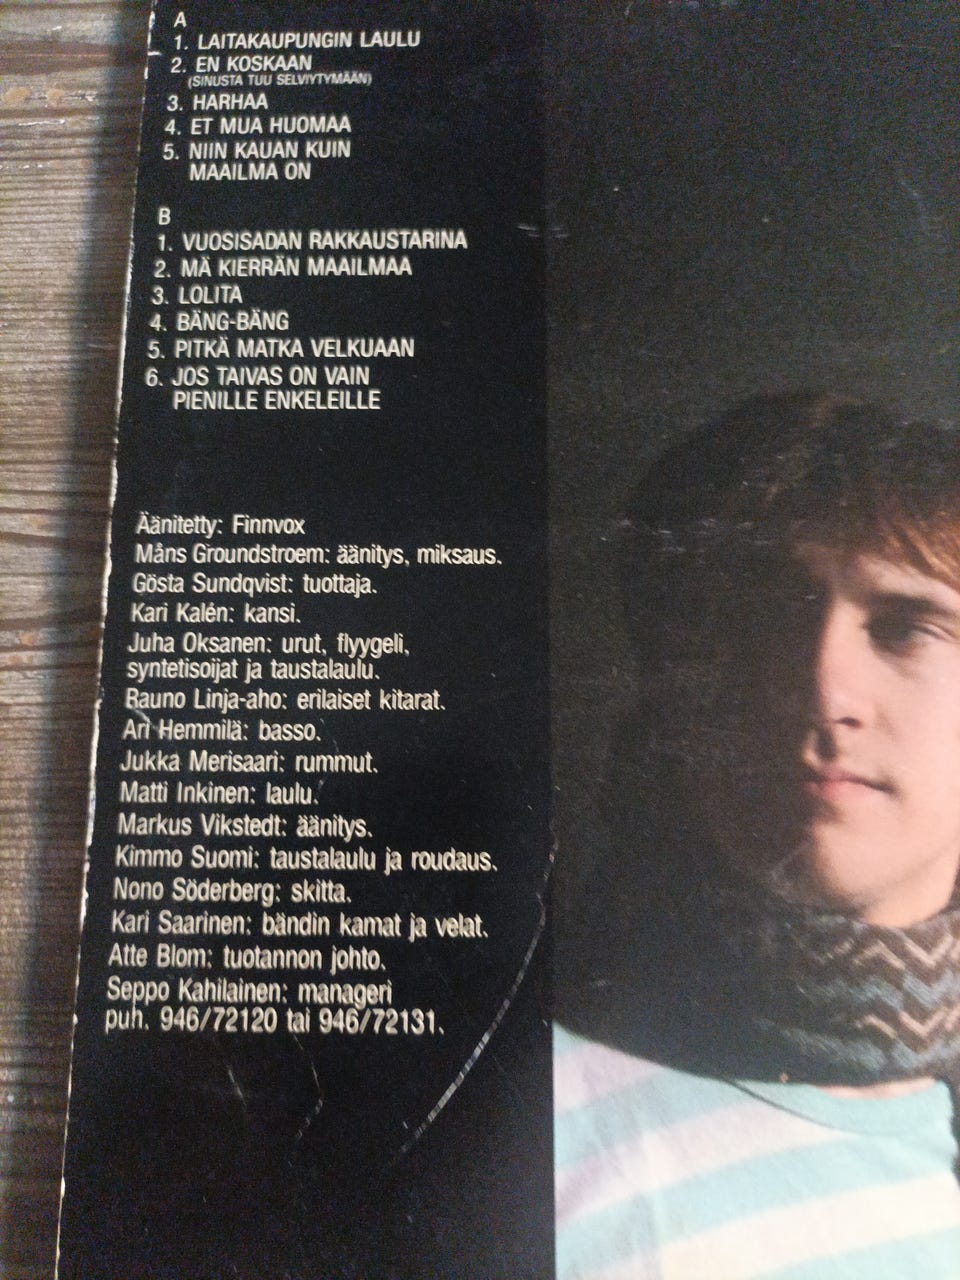 A
1. LAITAKAUPUNGIN LAULU
2. EN KOSKAAN
(SINUSTA TUU SELVIYTYMÄÄN)
3. HARHAA
4. ET MUA HUOMAA
5. NIIN KAUAN KUIN
MAAILMA ON
B
1. VUOSISADAN RAKKAUSTARINA
2. MÄ KIERRÄN MAAILMAA
3. LOLITA
4. BÄNG-BÄNG
5. PITKÄ MATKA VELKUAAN
6. JOS TAIVAS ON VAIN
PIENILLE ENKELEILLE
Äänitetty: Finnvox
Måns Groundstroem: äänitys, miksaus.
Gösta Sundqvist: tuottaja.
Kari Kalén: kansi.
Juha Oksanen: urut, flyygeli,
syntetisoijat ja taustalaulu.
Rauno Linja-aho: erilaiset kitarat.
Ari Hemmilä: basso.
Jukka Merisaari: rummut.
Matti Inkinen: laulu.
Markus Vikstedt: äänitys.
Kimmo Suomi: taustalaulu ja roudaus.
Nono Söderberg: skitta.
Kari Saarinen: bändin kamat ja velat.
Atte Blom: tuotannon johto.
Seppo Kahilainen: manageri
puh. 946/72120 tai 946/72131.